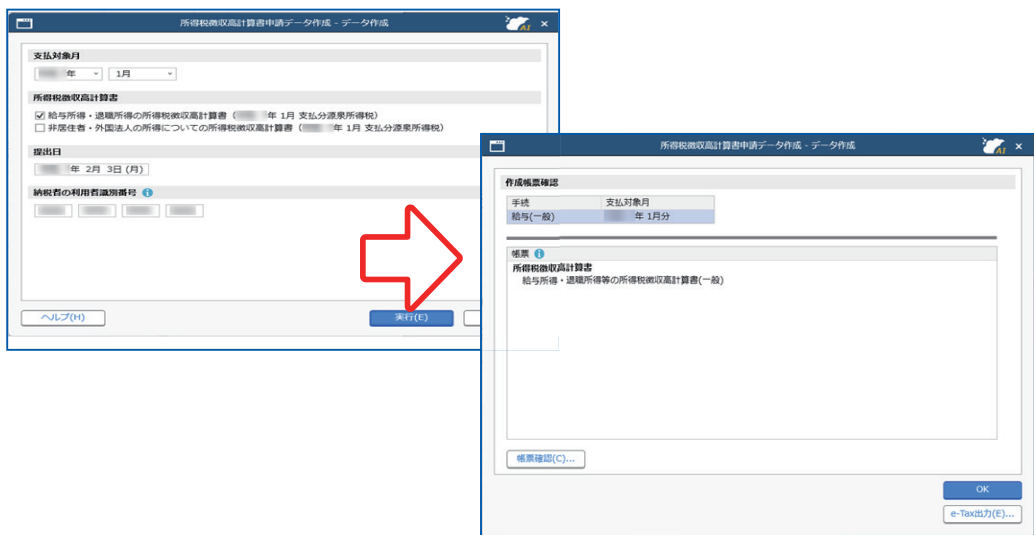 所得税徴収高計算書申請データ作成 - データ作成
AI
支払対象月
年 1月
所得税徴収高計算書
給与所得・退職所得の所得税徴収高計算書（ 年 1月 支払分源泉所得税）
非居住者・外国法人の所得についての所得税徴収高計算書（ 年 1月 支払分源泉所得税）
提出日
年 2月 3日 (月)
納税者の利用者識別番号
ヘルプ(H)
実行(E)
所得税徴収高計算書申請データ作成 - データ作成
AI
作成帳票確認
手続 支払対象月
給与(一般) 年 1月分
帳票
所得税徴収高計算書
給与所得・退職所得等の所得税徴収高計算書(一般)
帳票確認(C)...
OK
e-Tax出力(E)...